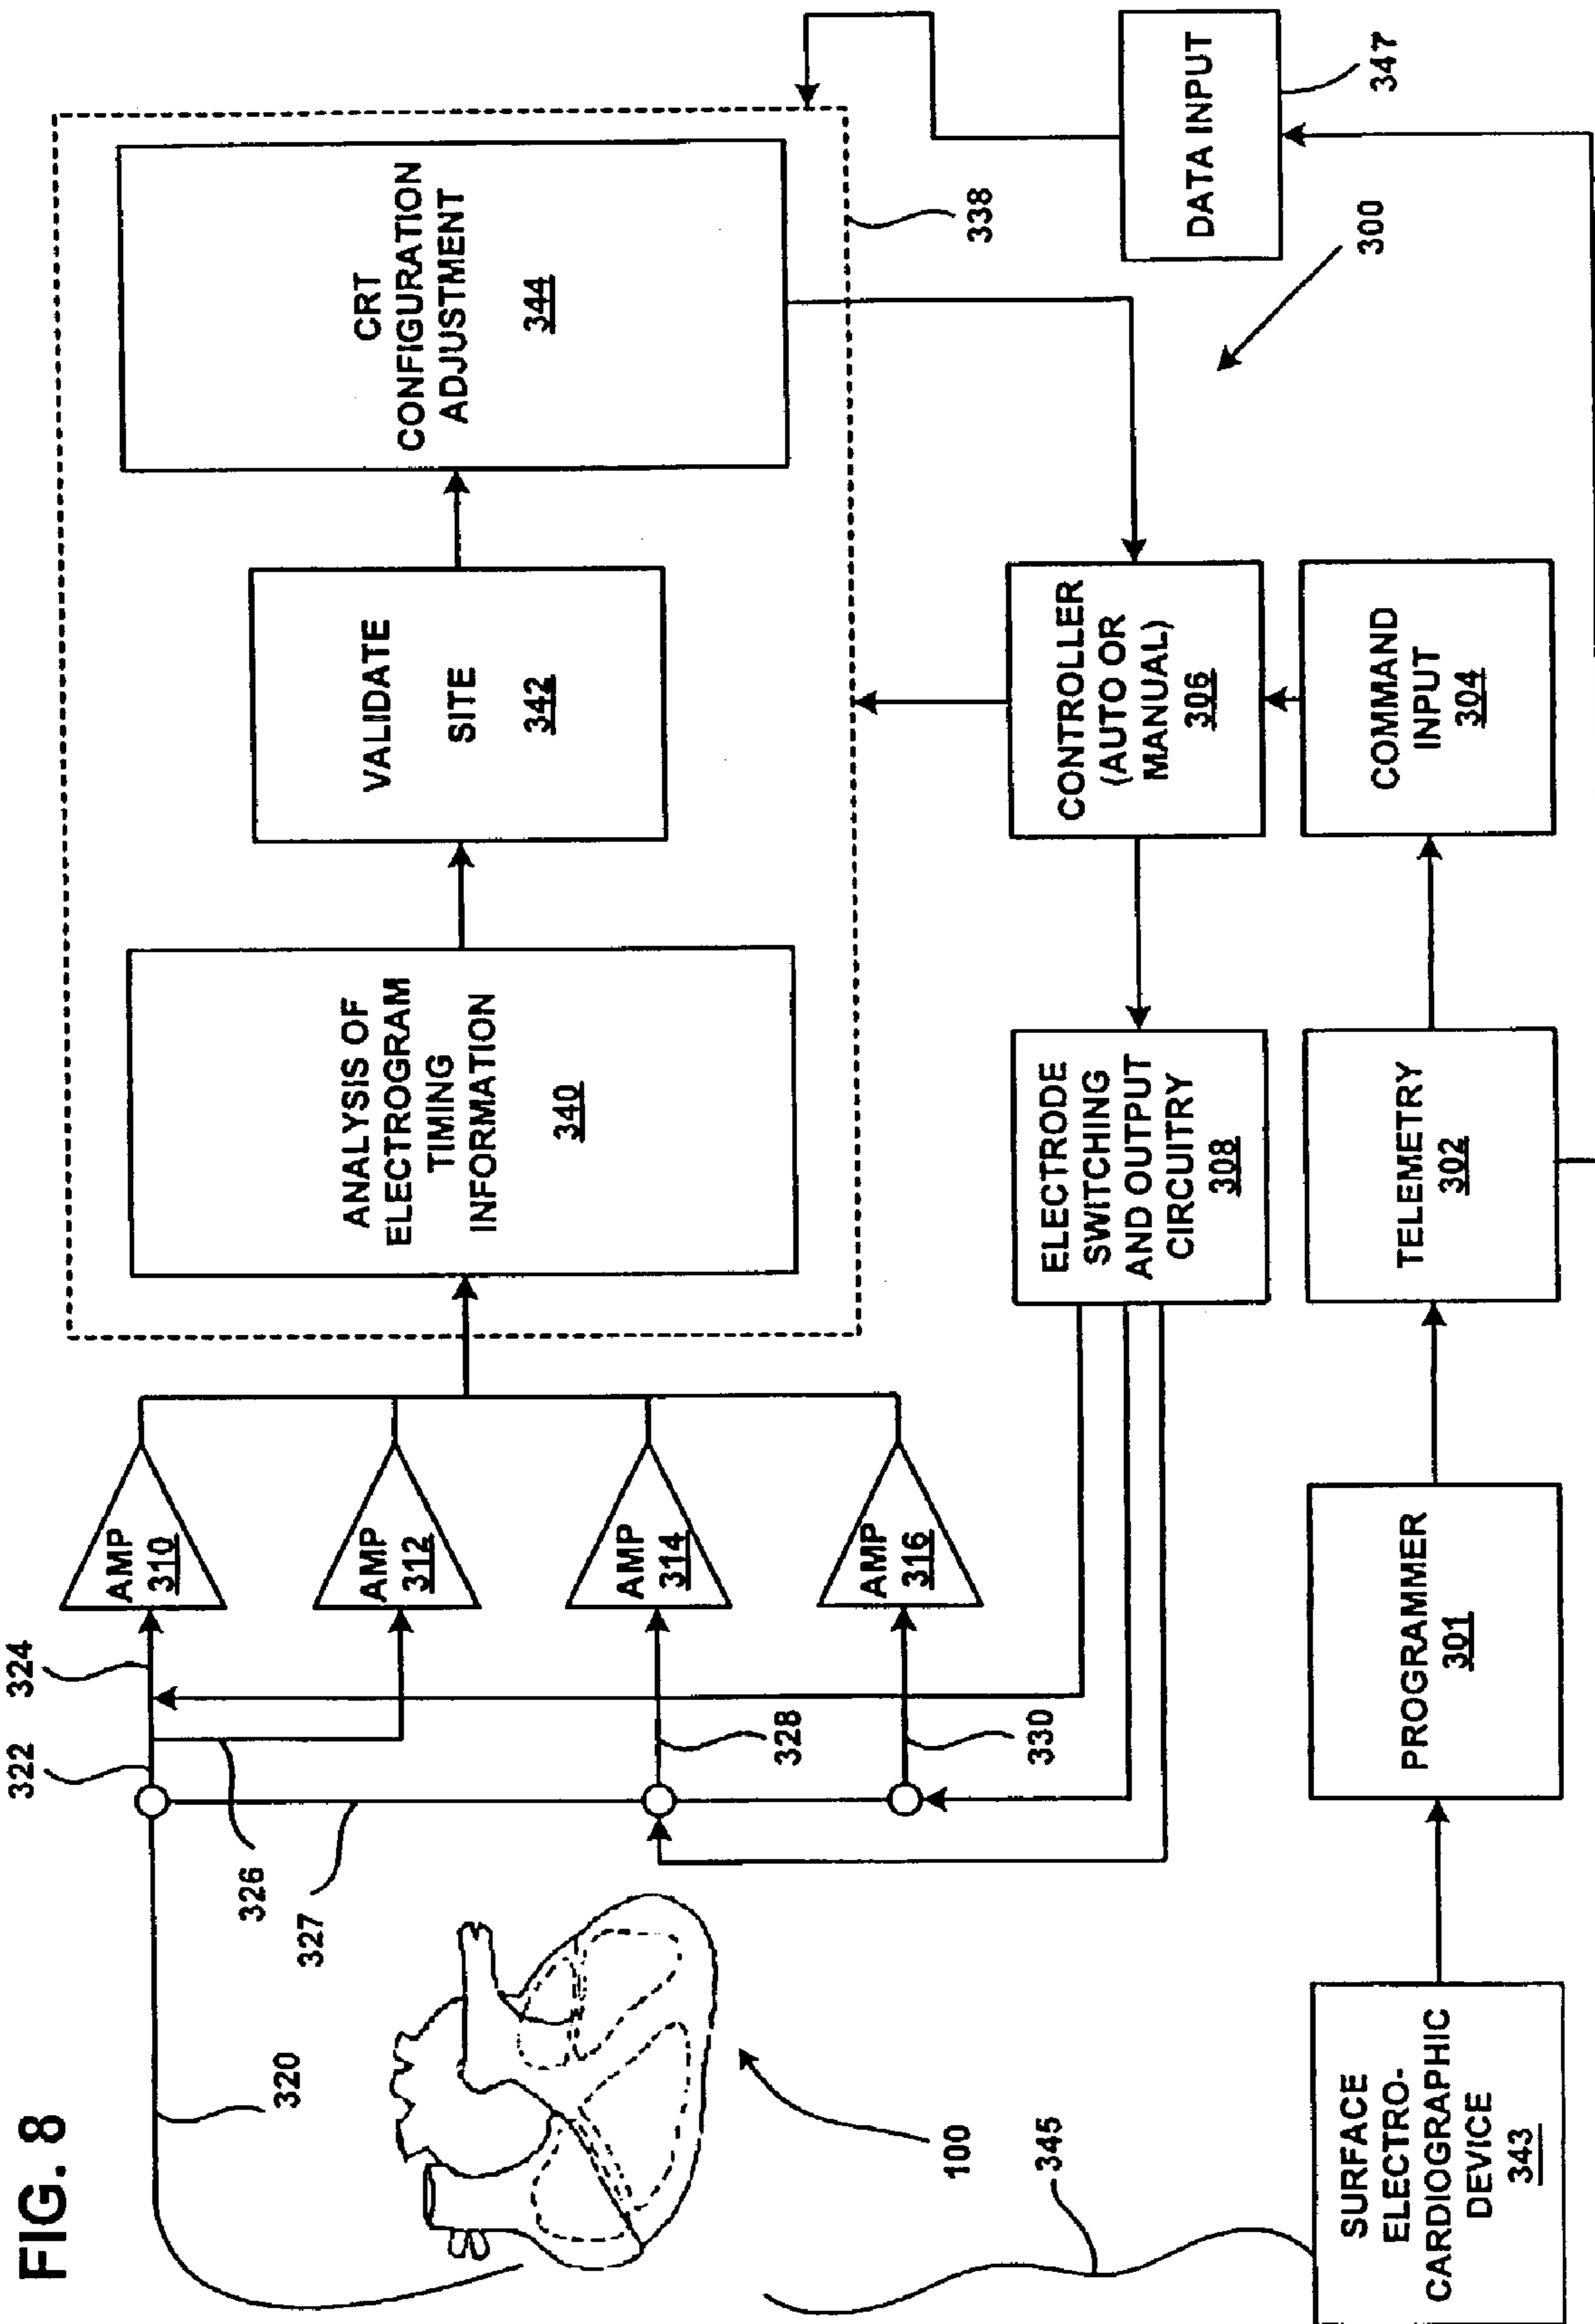 FIG. 8
320
322
324
326
327
328
330
AMP
310
AMP
312
AMP
314
AMP
316
ANALYSIS OF
ELECTROGRAM
TIMING
INFORMATION
340
VALIDATE
SITE
342
CRT
CONFIGURATION
ADJUSTMENT
344
338
100
345
ELECTRODE
SWITCHING
AND OUTPUT
CIRCUITRY
308
CONTROLLER
(AUTO OR
MANUAL)
306
300
SURFACE
ELECTRO-
CARDIOGRAPHIC
DEVICE
343
PROGRAMMER
301
TELEMETRY
302
COMMAND
INPUT
304
DATA INPUT
347